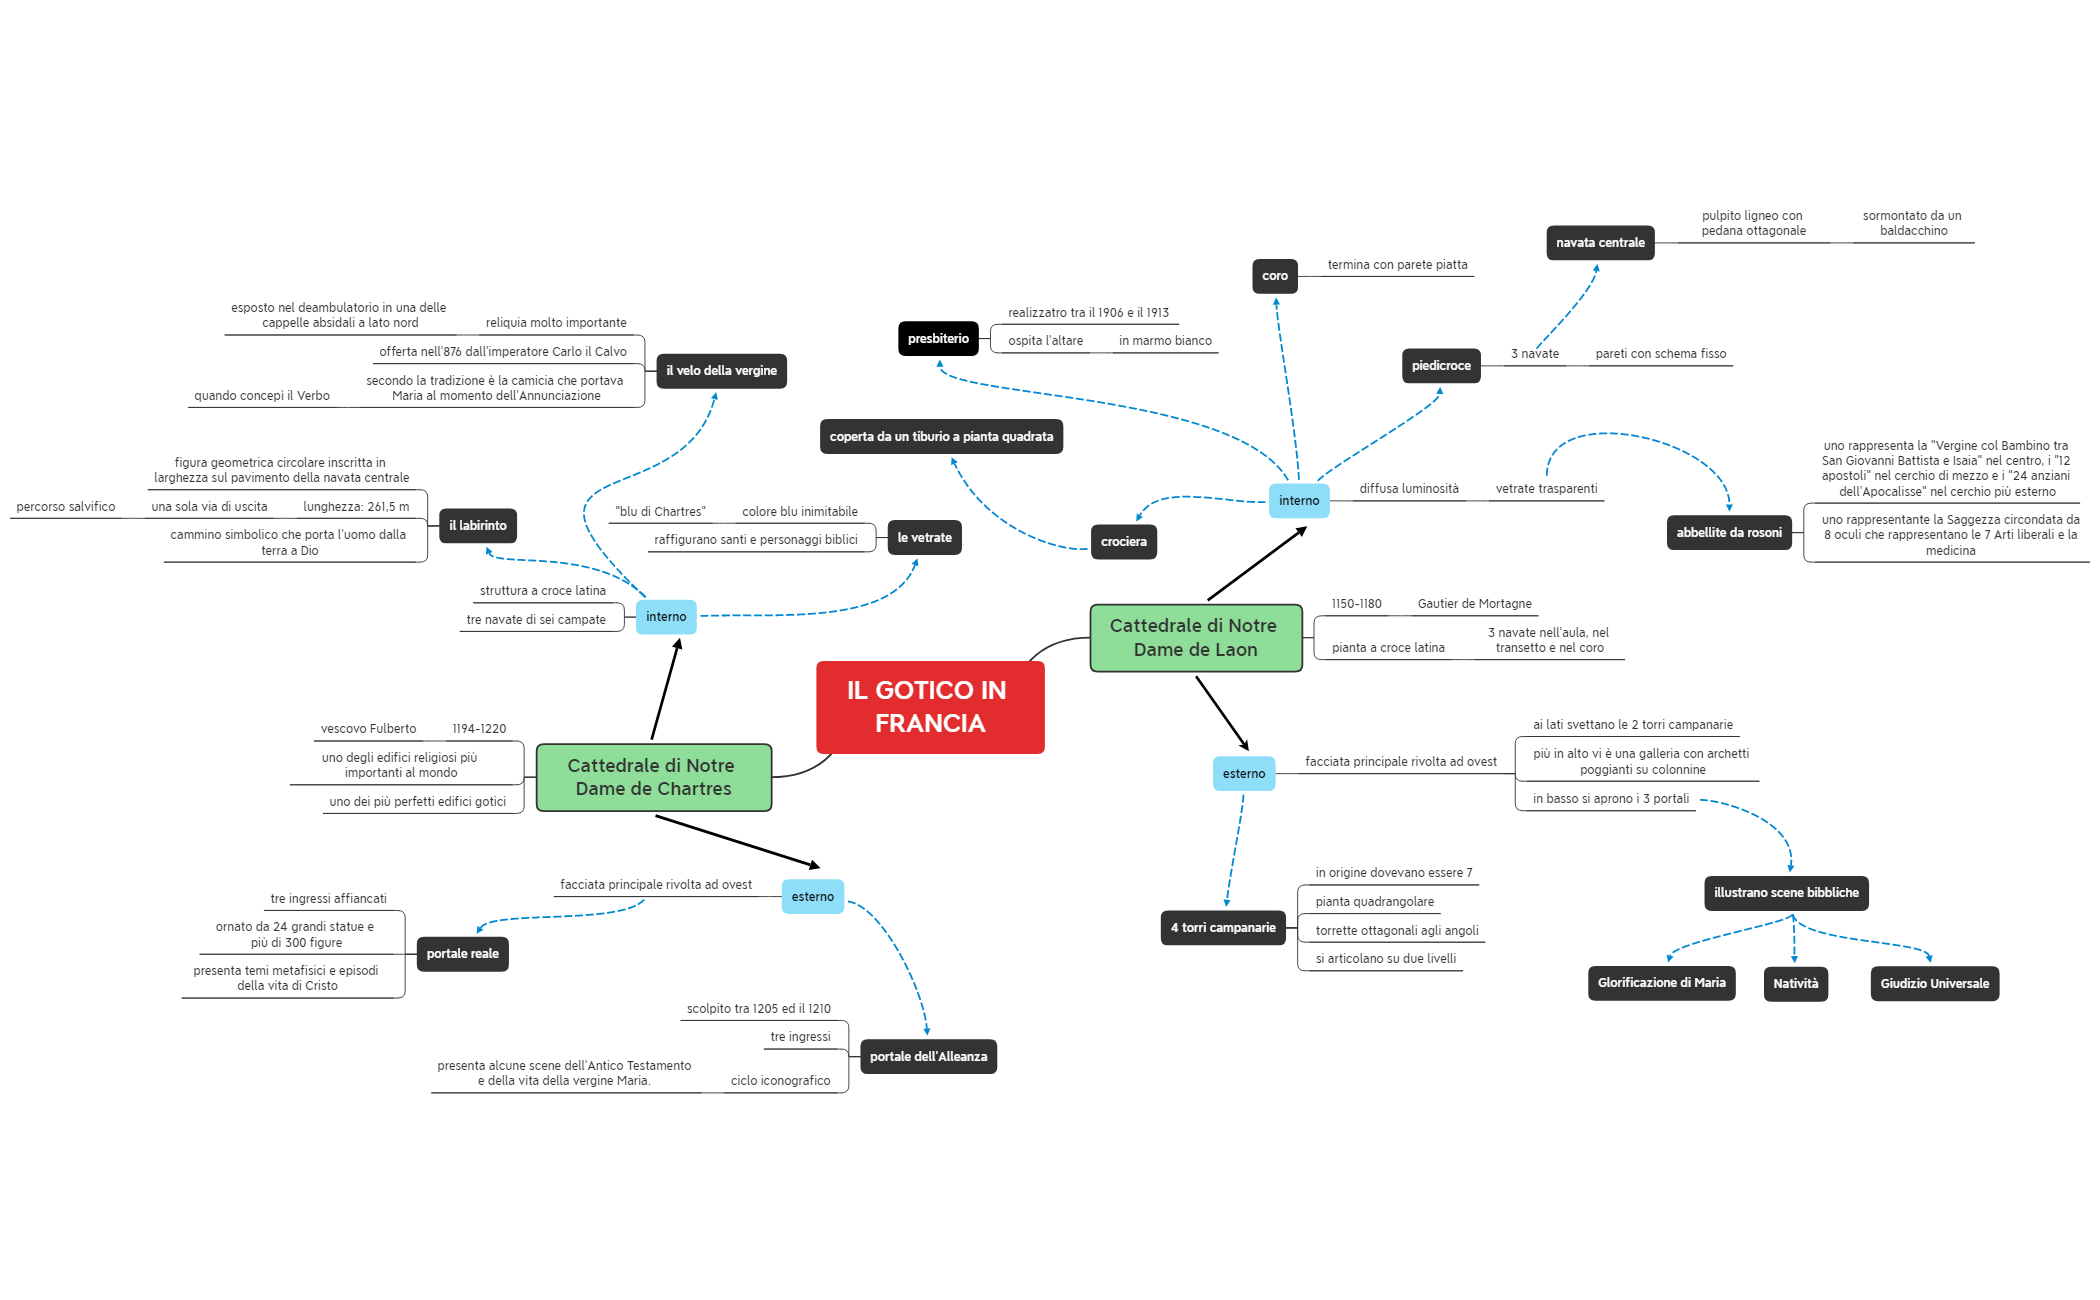 IL GOTICO IN
FRANCIA
Cattedrale di Notre
Dame de Chartres
1194-1220
vescovo Fulberto
uno degli edifici religiosi più
importanti al mondo
uno dei più perfetti edifici gotici
interno
struttura a croce latina
tre navate di sei campate
il velo della vergine
reliquia molto importante
esposto nel deambulatorio in una delle
cappelle absidali a lato nord
offerta nell'876 dall'imperatore Carlo il Calvo
secondo la tradizione è la camicia che portava
Maria al momento dell'Annunciazione
quando concepì il Verbo
il labirinto
figura geometrica circolare inscritta in
larghezza sul pavimento della navata centrale
lunghezza: 261,5 m
una sola via di uscita
percorso salvifico
cammino simbolico che porta l'uomo dalla
terra a Dio
le vetrate
colore blu inimitabile
"blu di Chartres"
raffigurano santi e personaggi biblici
esterno
facciata principale rivolta ad ovest
portale reale
tre ingressi affiancati
ornato da 24 grandi statue e
più di 300 figure
presenta temi metafisici e episodi
della vita di Cristo
portale dell'Alleanza
scolpito tra 1205 ed il 1210
tre ingressi
ciclo iconografico
presenta alcune scene dell'Antico Testamento
e della vita della vergine Maria.
Cattedrale di Notre
Dame de Laon
1150-1180
Gautier de Mortagne
pianta a croce latina
3 navate nell'aula, nel
transetto e nel coro
interno
diffusa luminosità
vetrate trasparenti
abbellite da rosoni
uno rappresenta la "Vergine col Bambino tra
San Giovanni Battista e Isaia" nel centro, i "12
apostoli" nel cerchio di mezzo e i "24 anziani
dell'Apocalisse" nel cerchio più esterno
uno rappresentante la Saggezza circondata da
8 oculi che rappresentano le 7 Arti liberali e la
medicina
piedicroce
3 navate
pareti con schema fisso
navata centrale
pulpito ligneo con
pedana ottagonale
sormontato da un
baldacchino
coro
termina con parete piatta
presbiterio
realizzatro tra il 1906 e il 1913
ospita l'altare
in marmo bianco
crociera
coperta da un tiburio a pianta quadrata
esterno
facciata principale rivolta ad ovest
ai lati svettano le 2 torri campanarie
più in alto vi è una galleria con archetti
poggianti su colonnine
in basso si aprono i 3 portali
illustrano scene bibbliche
Glorificazione di Maria
Natività
Giudizio Universale
4 torri campanarie
in origine dovevano essere 7
pianta quadrangolare
torrette ottagonali agli angoli
si articolano su due livelli